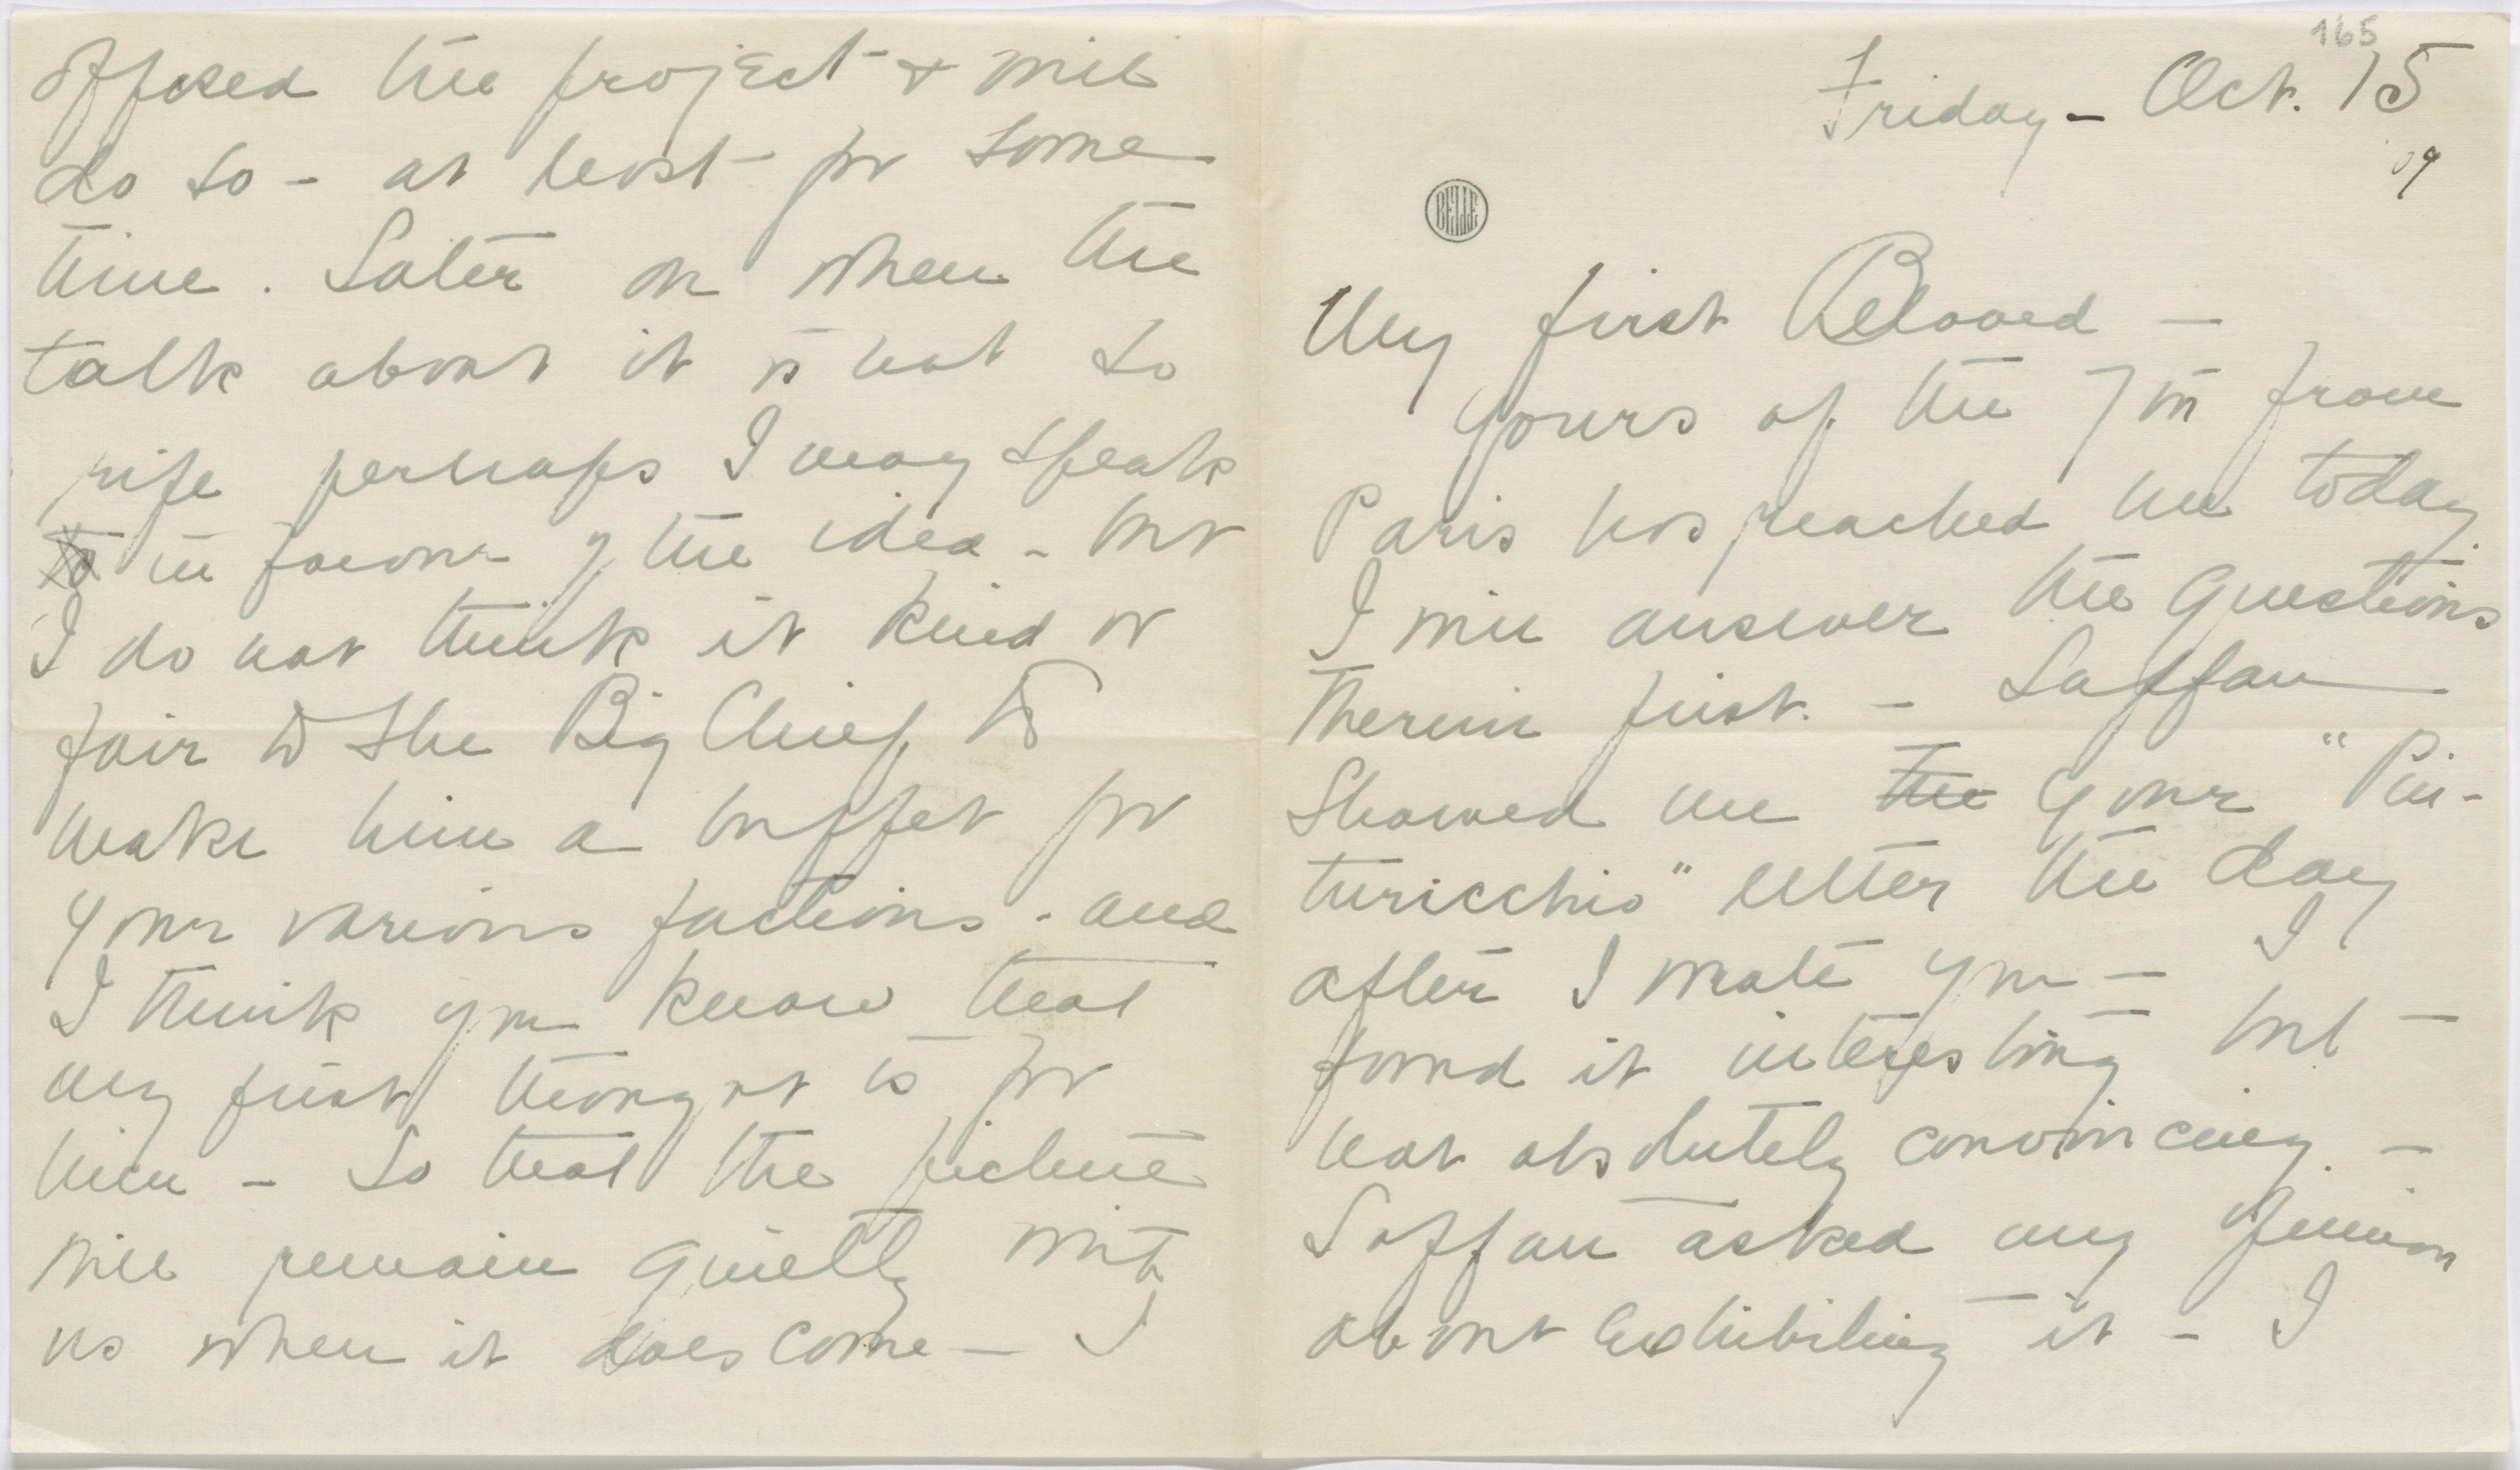 165
Friday - Oct. 15
'09
BELLE
My first Beloved —
Yours of the 7th from
Paris has reached me today.
I will answer the questions
therein first. - Laffan
showed me the your "Pin-
turicchio" letter the day
after I wrote you — I
found it interesting but —
not absolutely convincing. —
Laffan asked my opinion
about exhibiting it - I
opposed the project & will
do so - at least for some
time. Later on when the
talk about it is not so
rife perhaps I may speak
to in favour of the idea - but
I do not think it kind or
fair to the Big Chief to
make him a buffet for
your various factions - and
I think you know that
my first thought is for
him - So that the picture
will remain quietly with
us when it does come — I